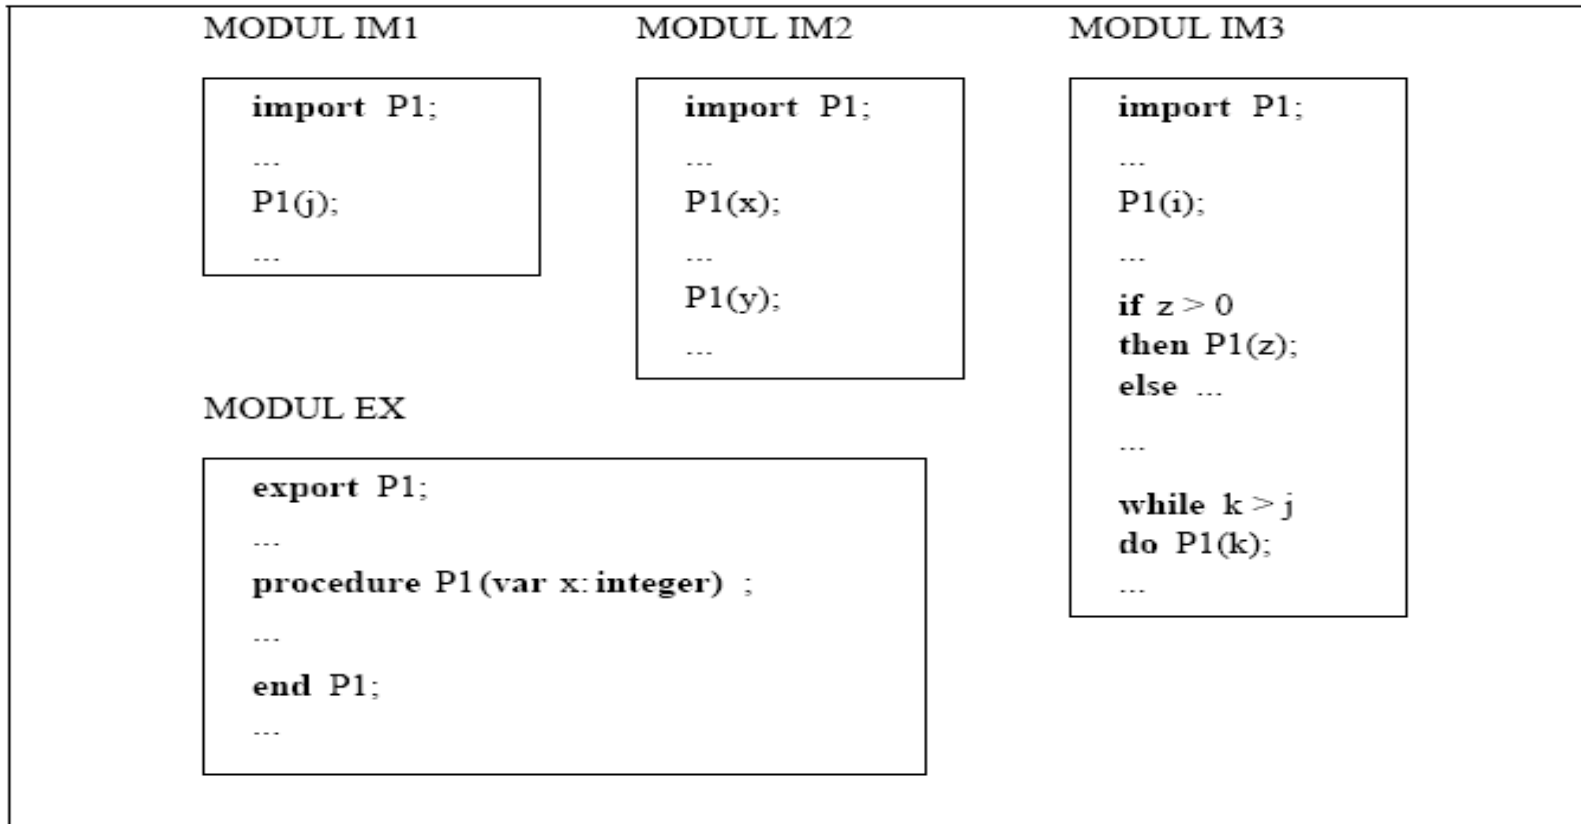 MODUL IM1
import P1;
...
P1(j);
...
MODUL IM2
import P1;
...
P1(x);
...
P1(y);
...
MODUL IM3
import P1;
...
P1(i);
...
if z > 0
then P1(z);
else ...
...
while k > j
do P1(k);
...
MODUL EX
export P1;
...
procedure P1(var x: integer) ;
...
end P1;
...